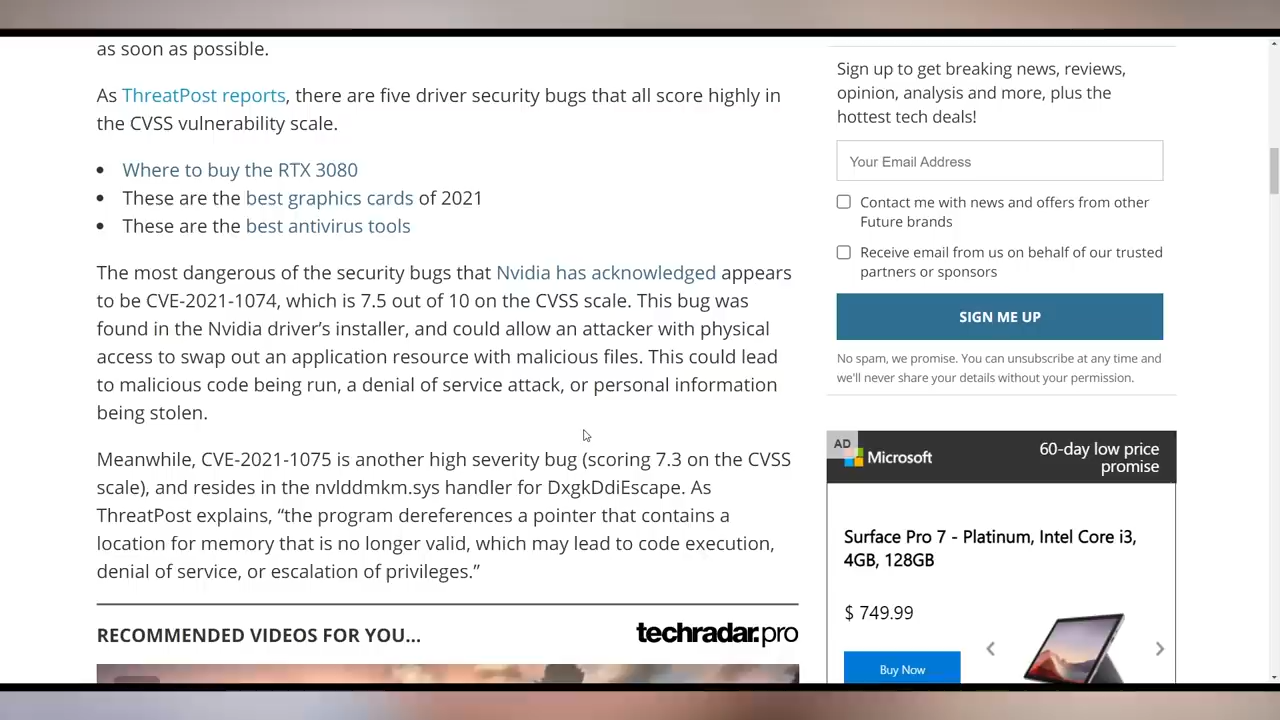 as soon as possible.
As ThreatPost reports, there are five driver security bugs that all score highly in
the CVSS vulnerability scale.
Where to buy the RTX 3080
These are the best graphics cards of 2021
These are the best antivirus tools
The most dangerous of the security bugs that Nvidia has acknowledged appears
to be CVE-2021-1074, which is 7.5 out of 10 on the CVSS scale. This bug was
found in the Nvidia driver’s installer, and could allow an attacker with physical
access to swap out an application resource with malicious files. This could lead
to malicious code being run, a denial of service attack, or personal information
being stolen.
Meanwhile, CVE-2021-1075 is another high severity bug (scoring 7.3 on the CVSS
scale), and resides in the nvlddmkm.sys handler for DxgkDdiEscape. As
ThreatPost explains, “the program dereferences a pointer that contains a
location for memory that is no longer valid, which may lead to code execution,
denial of service, or escalation of privileges.”
RECOMMENDED VIDEOS FOR YOU...
techradar.pro
Sign up to get breaking news, reviews,
opinion, analysis and more, plus the
hottest tech deals!
Your Email Address
Contact me with news and offers from other
Future brands
Receive email from us on behalf of our trusted
partners or sponsors
SIGN ME UP
No spam, we promise. You can unsubscribe at any time and
we'll never share your details without your permission.
AD
Microsoft
60-day low price
promise
Surface Pro 7 - Platinum, Intel Core i3,
4GB, 128GB
$ 749.99
Buy Now